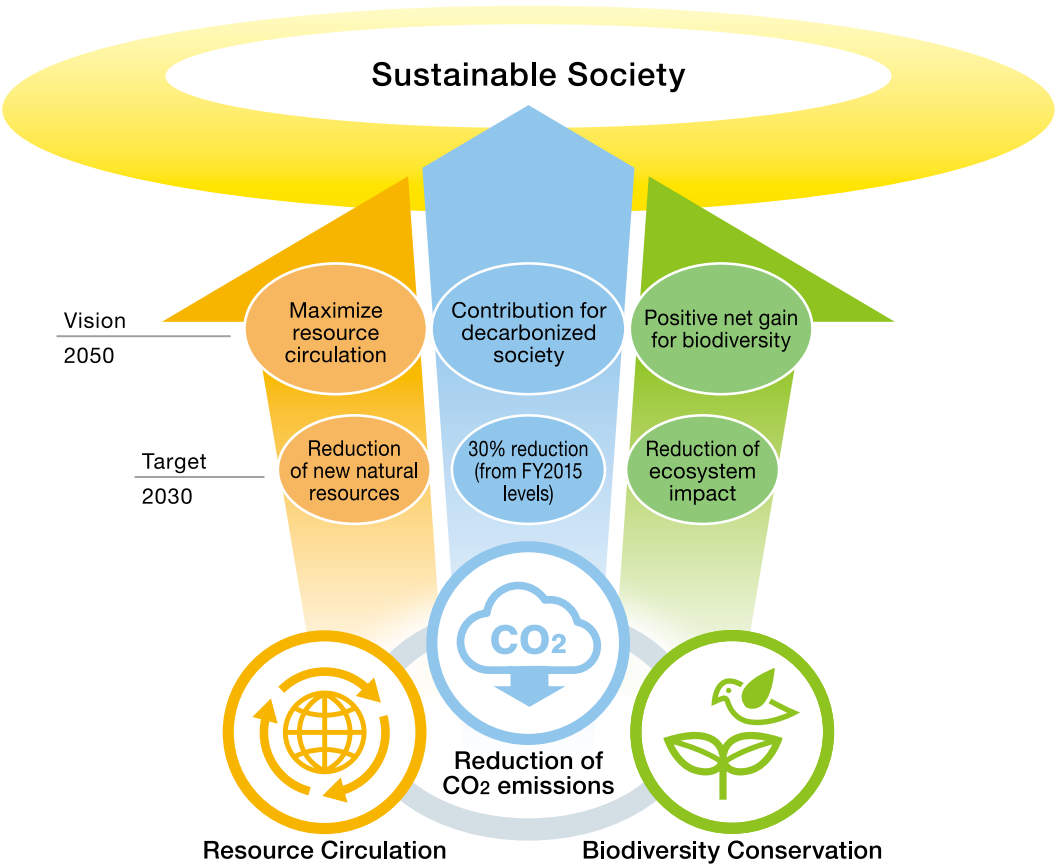 Sustainable Society
Vision
2050
Maximize
resource
circulation
Contribution for
decarbonized
society
Positive net gain
for biodiversity
Target
2030
Reduction
of new natural
resources
30% reduction
(from FY2015
levels)
Reduction of
ecosystem
impact
CO₂
Reduction of
CO₂ emissions
Resource Circulation
Biodiversity Conservation